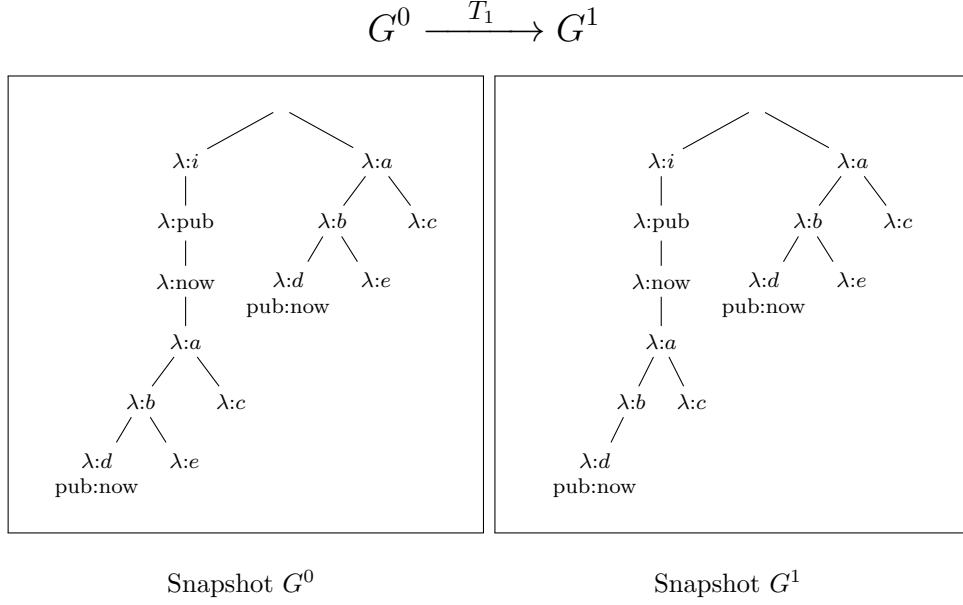 G⁰ T₁ G¹
λ:i λ:a
λ:pub λ:b λ:c
λ:now λ:d λ:e
pub:now
λ:a
λ:b λ:c
λ:d λ:e
pub:now
Snapshot G⁰
λ:i λ:a
λ:pub λ:b λ:c
λ:now λ:d λ:e
pub:now
λ:a
λ:b λ:c
λ:d
pub:now
Snapshot G¹